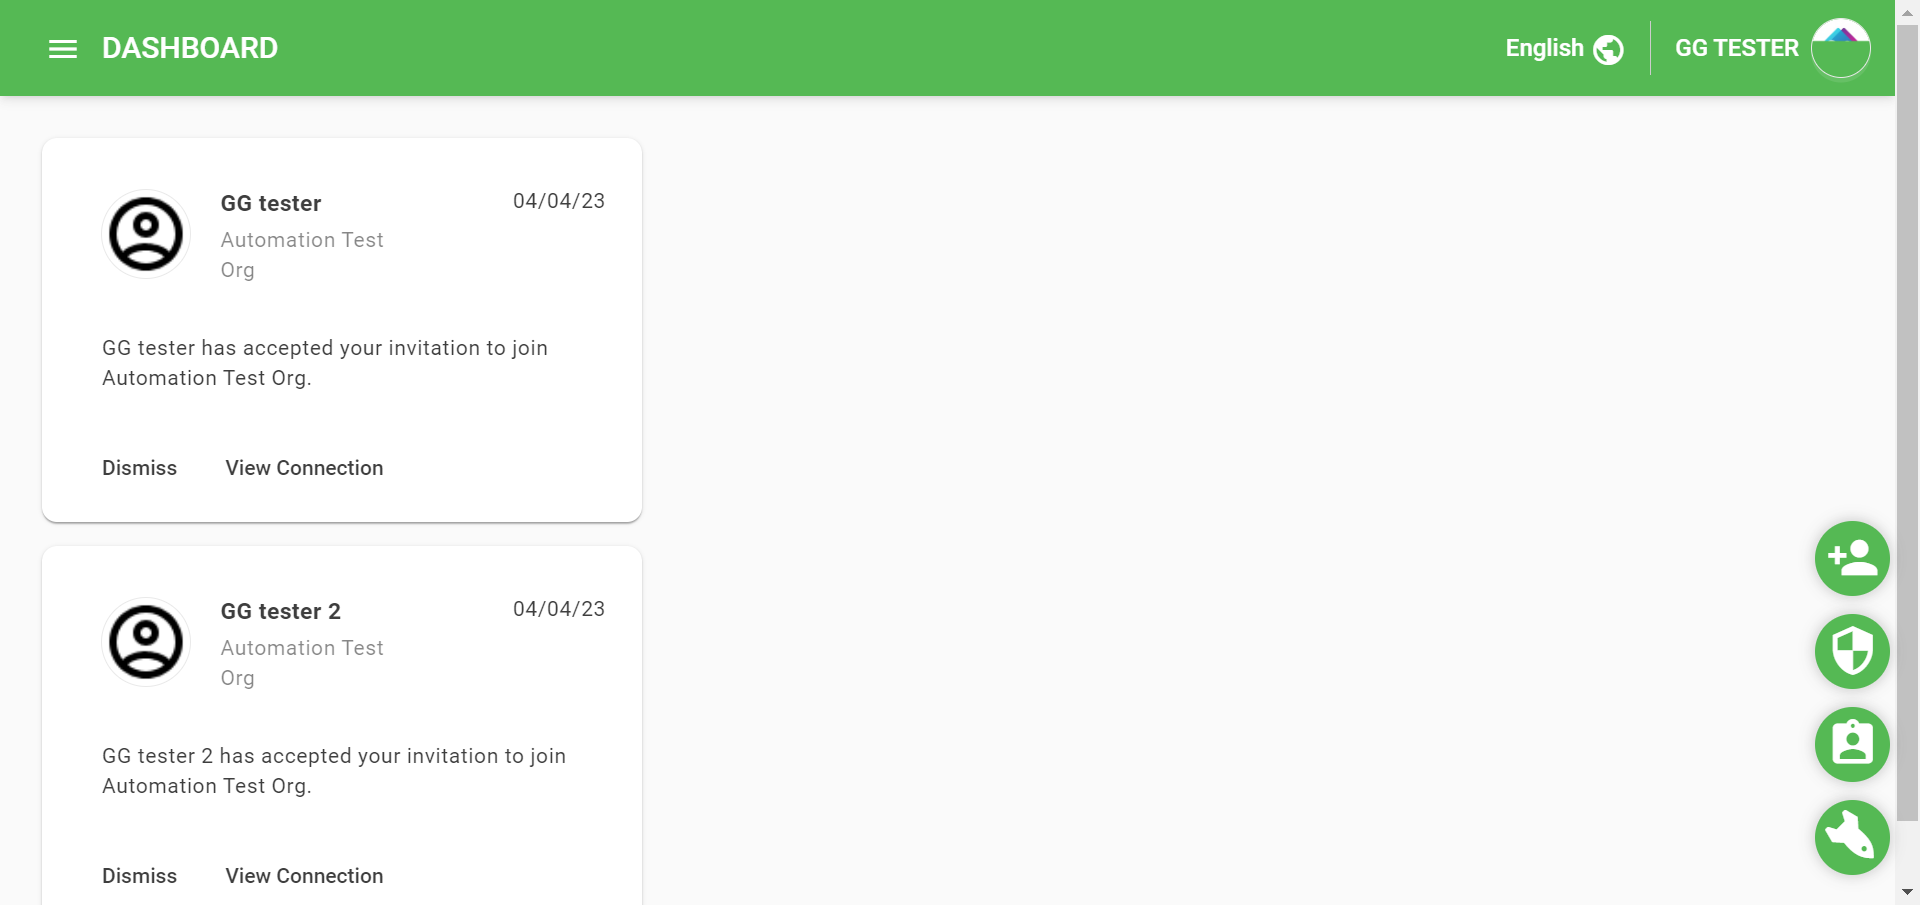 DASHBOARD
English
GG TESTER
GG tester
04/04/23
Automation Test
Org
GG tester has accepted your invitation to join
Automation Test Org.
Dismiss
View Connection
GG tester 2
04/04/23
Automation Test
Org
GG tester 2 has accepted your invitation to join
Automation Test Org.
Dismiss
View Connection